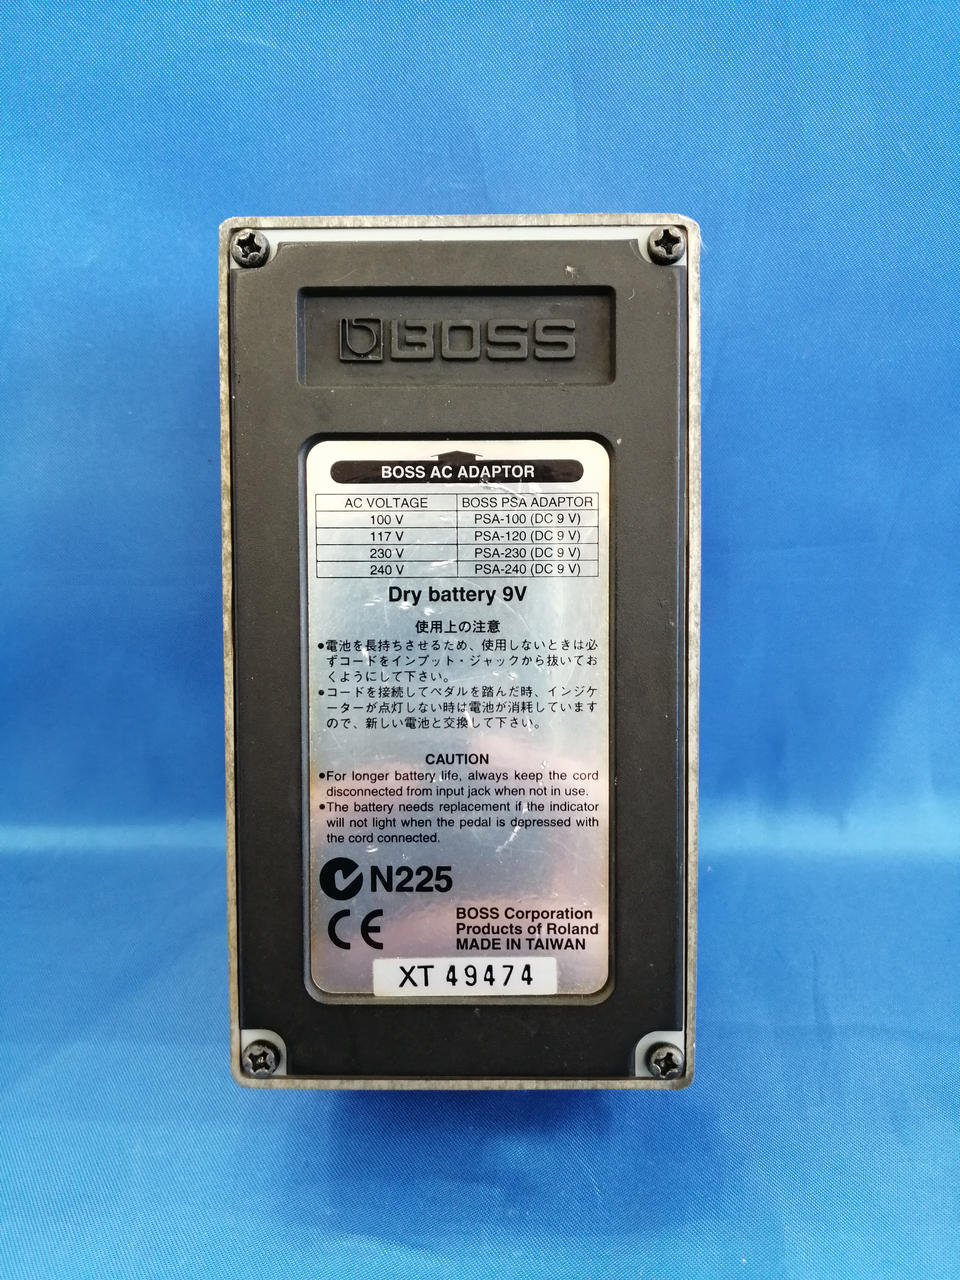 BOSS
BOSS AC ADAPTOR
AC VOLTAGE BOSS PSA ADAPTOR
100 V PSA-100 (DC 9 V)
117 V PSA-120 (DC 9 V)
230 V PSA-230 (DC 9 V)
240 V PSA-240 (DC 9 V)
Dry battery 9V
使用上の注意
●電池を長持ちさせるため、使用しないときは必
ずコードをインプット・ジャックから抜いてお
くようにして下さい。
●コードを接続してペダルを踏んだ時、インジケ
ーターが点灯しない時は電池が消耗しています
ので、新しい電池と交換して下さい。
CAUTION
●For longer battery life, always keep the cord
disconnected from input jack when not in use.
●The battery needs replacement if the indicator
will not light when the pedal is depressed with
the cord connected.
N225
CE
BOSS Corporation
Products of Roland
MADE IN TAIWAN
XT 49474